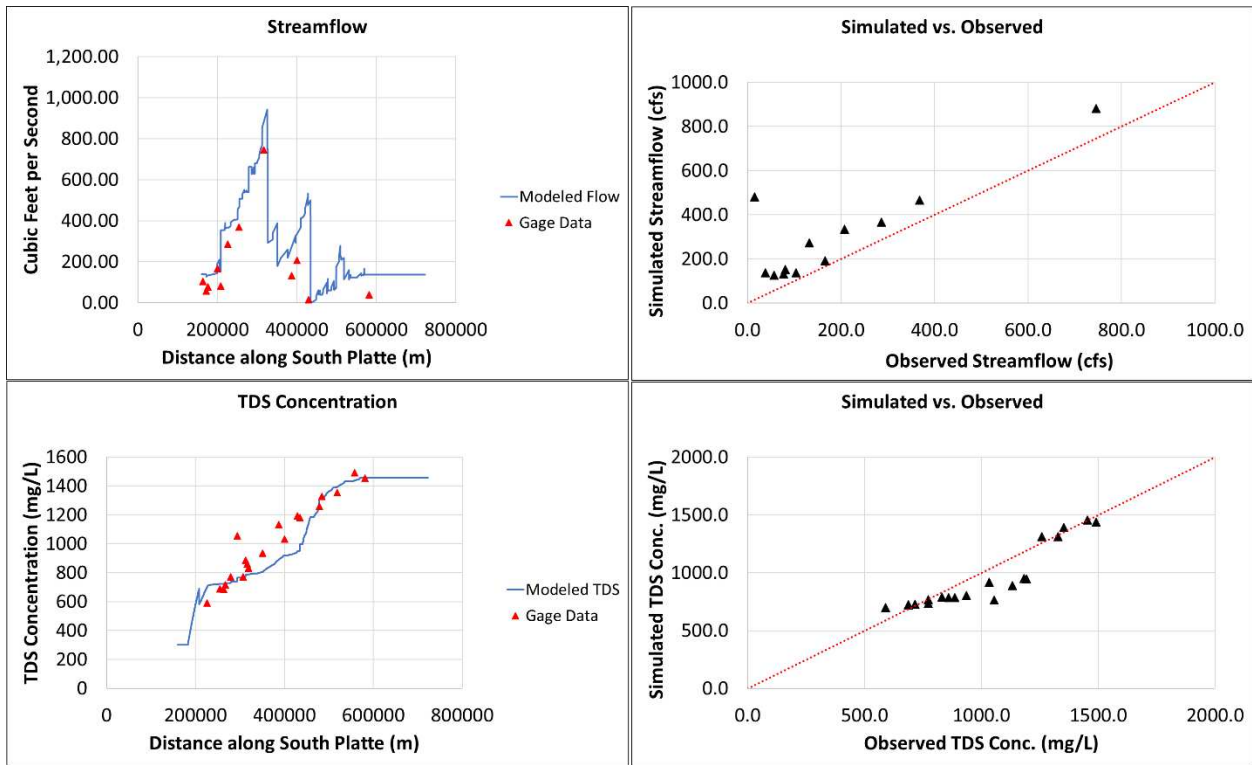 Streamflow
1,200.00
1,000.00
800.00
600.00
400.00
200.00
0.00
Cubic Feet per Second
0 200000 400000 600000 800000
Distance along South Platte (m)
Modeled Flow
Gage Data
Simulated vs. Observed
1000.0
800.0
600.0
400.0
200.0
0.0
Simulated Streamflow (cfs)
0.0 200.0 400.0 600.0 800.0 1000.0
Observed Streamflow (cfs)
TDS Concentration
1600
1400
1200
1000
800
600
400
200
0
TDS Concentration (mg/L)
0 200000 400000 600000 800000
Distance along South Platte (m)
Modeled TDS
Gage Data
Simulated vs. Observed
2000.0
1500.0
1000.0
500.0
0.0
Simulated TDS Conc. (mg/L)
0.0 500.0 1000.0 1500.0 2000.0
Observed TDS Conc. (mg/L)